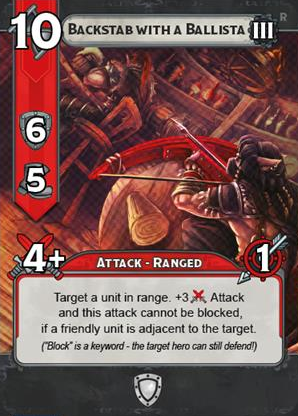 10 BACKSTAB WITH A BALLISTA III
R
6
5
4+ ATTACK - RANGED 1
Target a unit in range. +3 Attack
and this attack cannot be blocked,
if a friendly unit is adjacent to the target.
("Block" is a keyword - the target hero can still defend!)